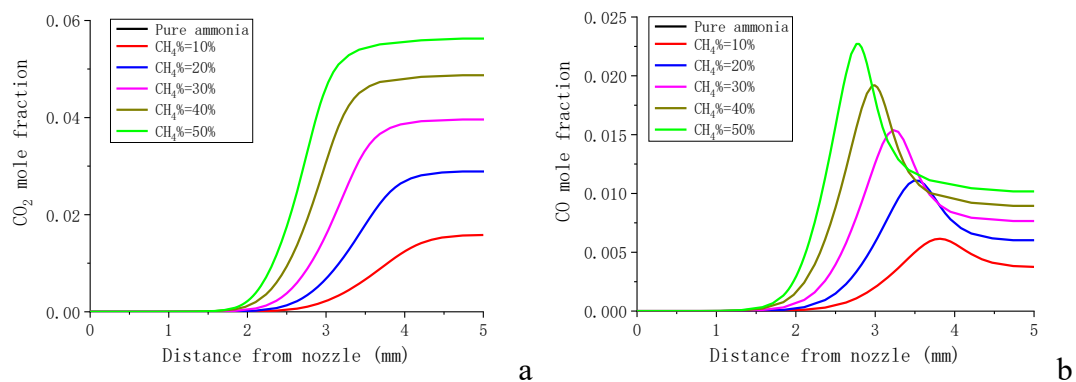 0.06
0.04
0.02
0.00
CO₂ mole fraction
Pure ammonia
CH₄%=10%
CH₄%=20%
CH₄%=30%
CH₄%=40%
CH₄%=50%
0 1 2 3 4 5
Distance from nozzle (mm)
a
0.025
0.020
0.015
0.010
0.005
0.000
CO mole fraction
Pure ammonia
CH₄%=10%
CH₄%=20%
CH₄%=30%
CH₄%=40%
CH₄%=50%
0 1 2 3 4 5
Distance from nozzle (mm)
b